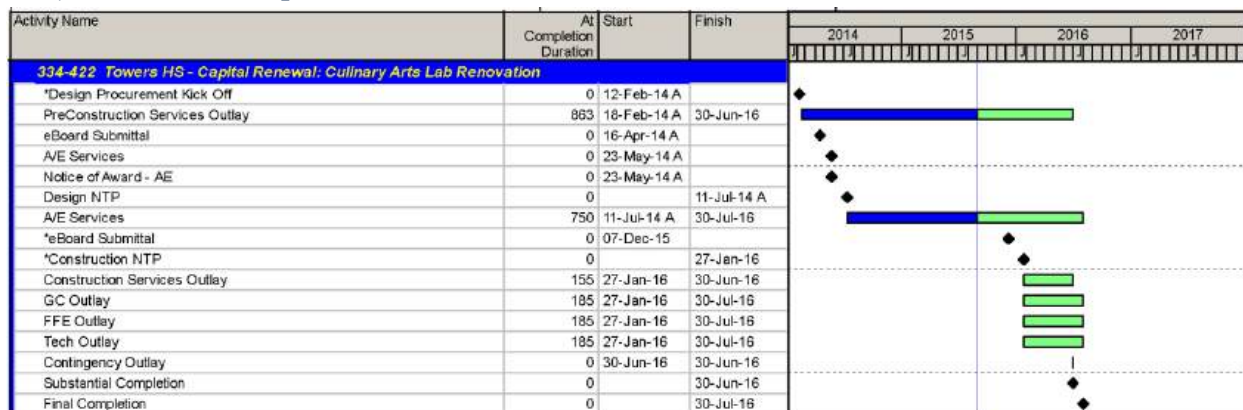 Activity Name At Completion Duration Start Finish 2014 2015 2016 2017
J J J J J J J J
334-422 Towers HS - Capital Renewal: Culinary Arts Lab Renovation
*Design Procurement Kick Off 0 12-Feb-14 A
PreConstruction Services Outlay 863 18-Feb-14 A 30-Jun-16
eBoard Submittal 0 16-Apr-14 A
A/E Services 0 23-May-14 A
Notice of Award - AE 0 23-May-14 A
Design NTP 0 11-Jul-14 A
A/E Services 750 11-Jul-14 A 30-Jul-16
*eBoard Submittal 0 07-Dec-15
*Construction NTP 0 27-Jan-16
Construction Services Outlay 155 27-Jan-16 30-Jun-16
GC Outlay 185 27-Jan-16 30-Jul-16
FFE Outlay 185 27-Jan-16 30-Jul-16
Tech Outlay 185 27-Jan-16 30-Jul-16
Contingency Outlay 0 30-Jun-16 30-Jun-16
Substantial Completion 0 30-Jun-16
Final Completion 0 30-Jul-16